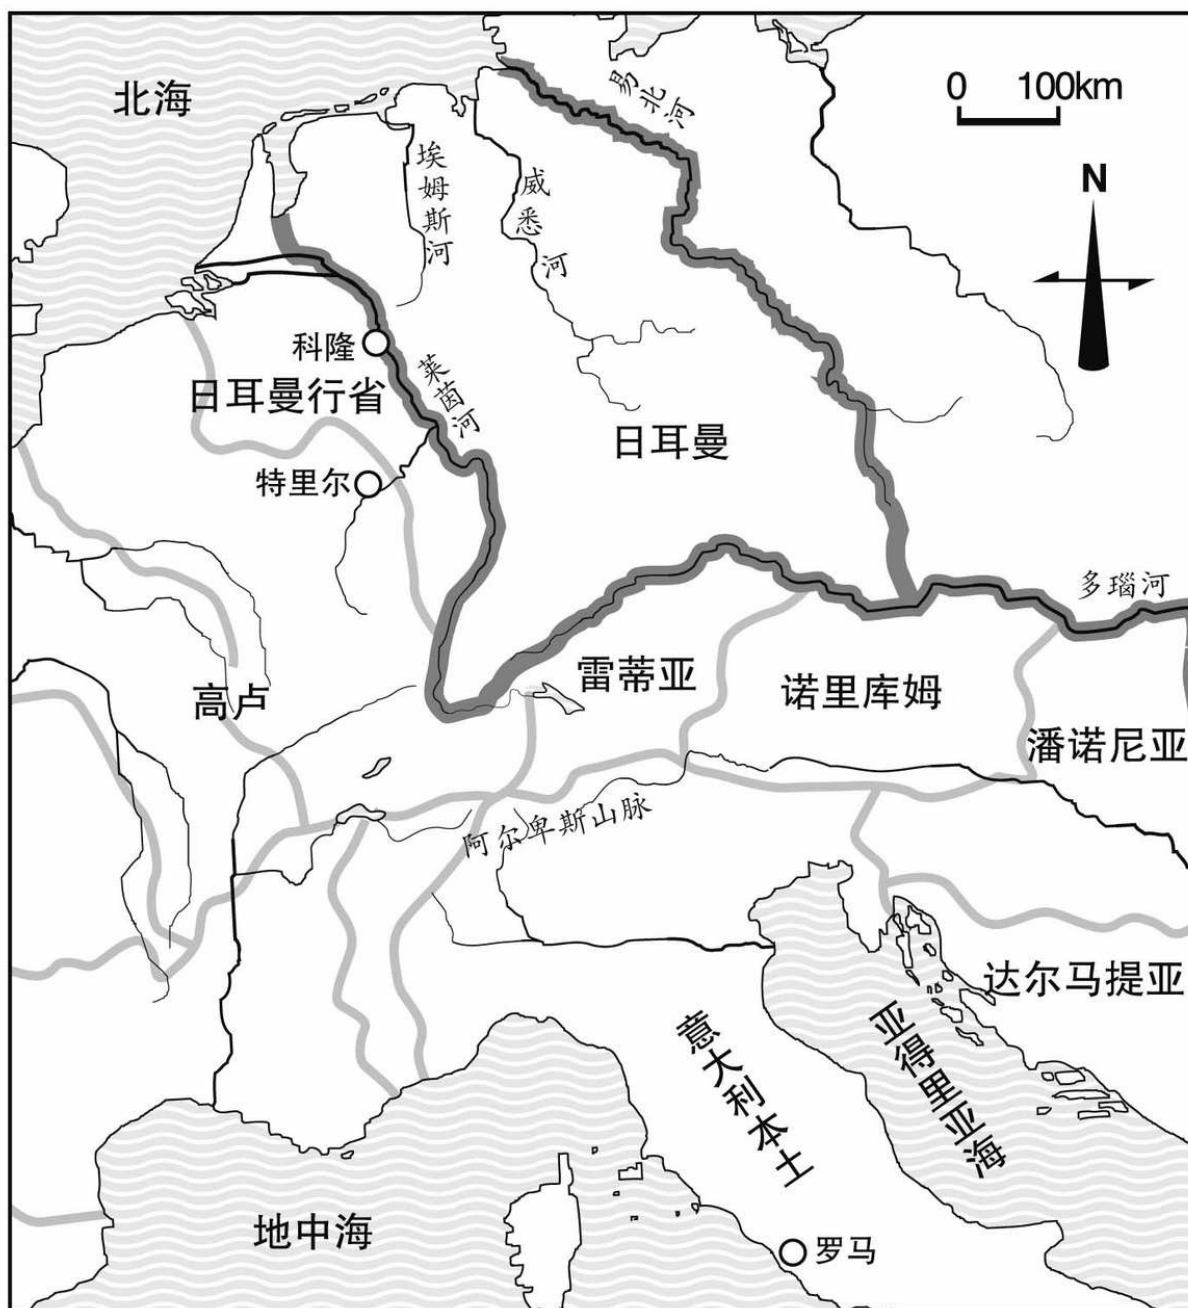 北海
易北河
0 100km
埃姆斯河
威悉河
N
科隆
日耳曼行省
莱茵河
日耳曼
特里尔
多瑙河
雷蒂亚
高卢
诺里库姆
潘诺尼亚
阿尔卑斯山脉
达尔马提亚
意大利本土
亚得里亚海
地中海
罗马